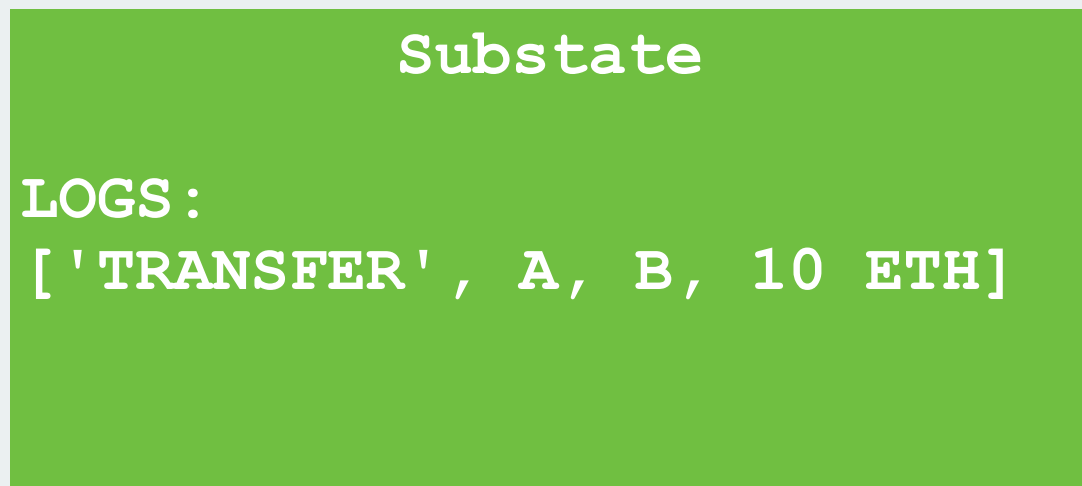 Substate
LOGS:
['TRANSFER', A, B, 10 ETH]